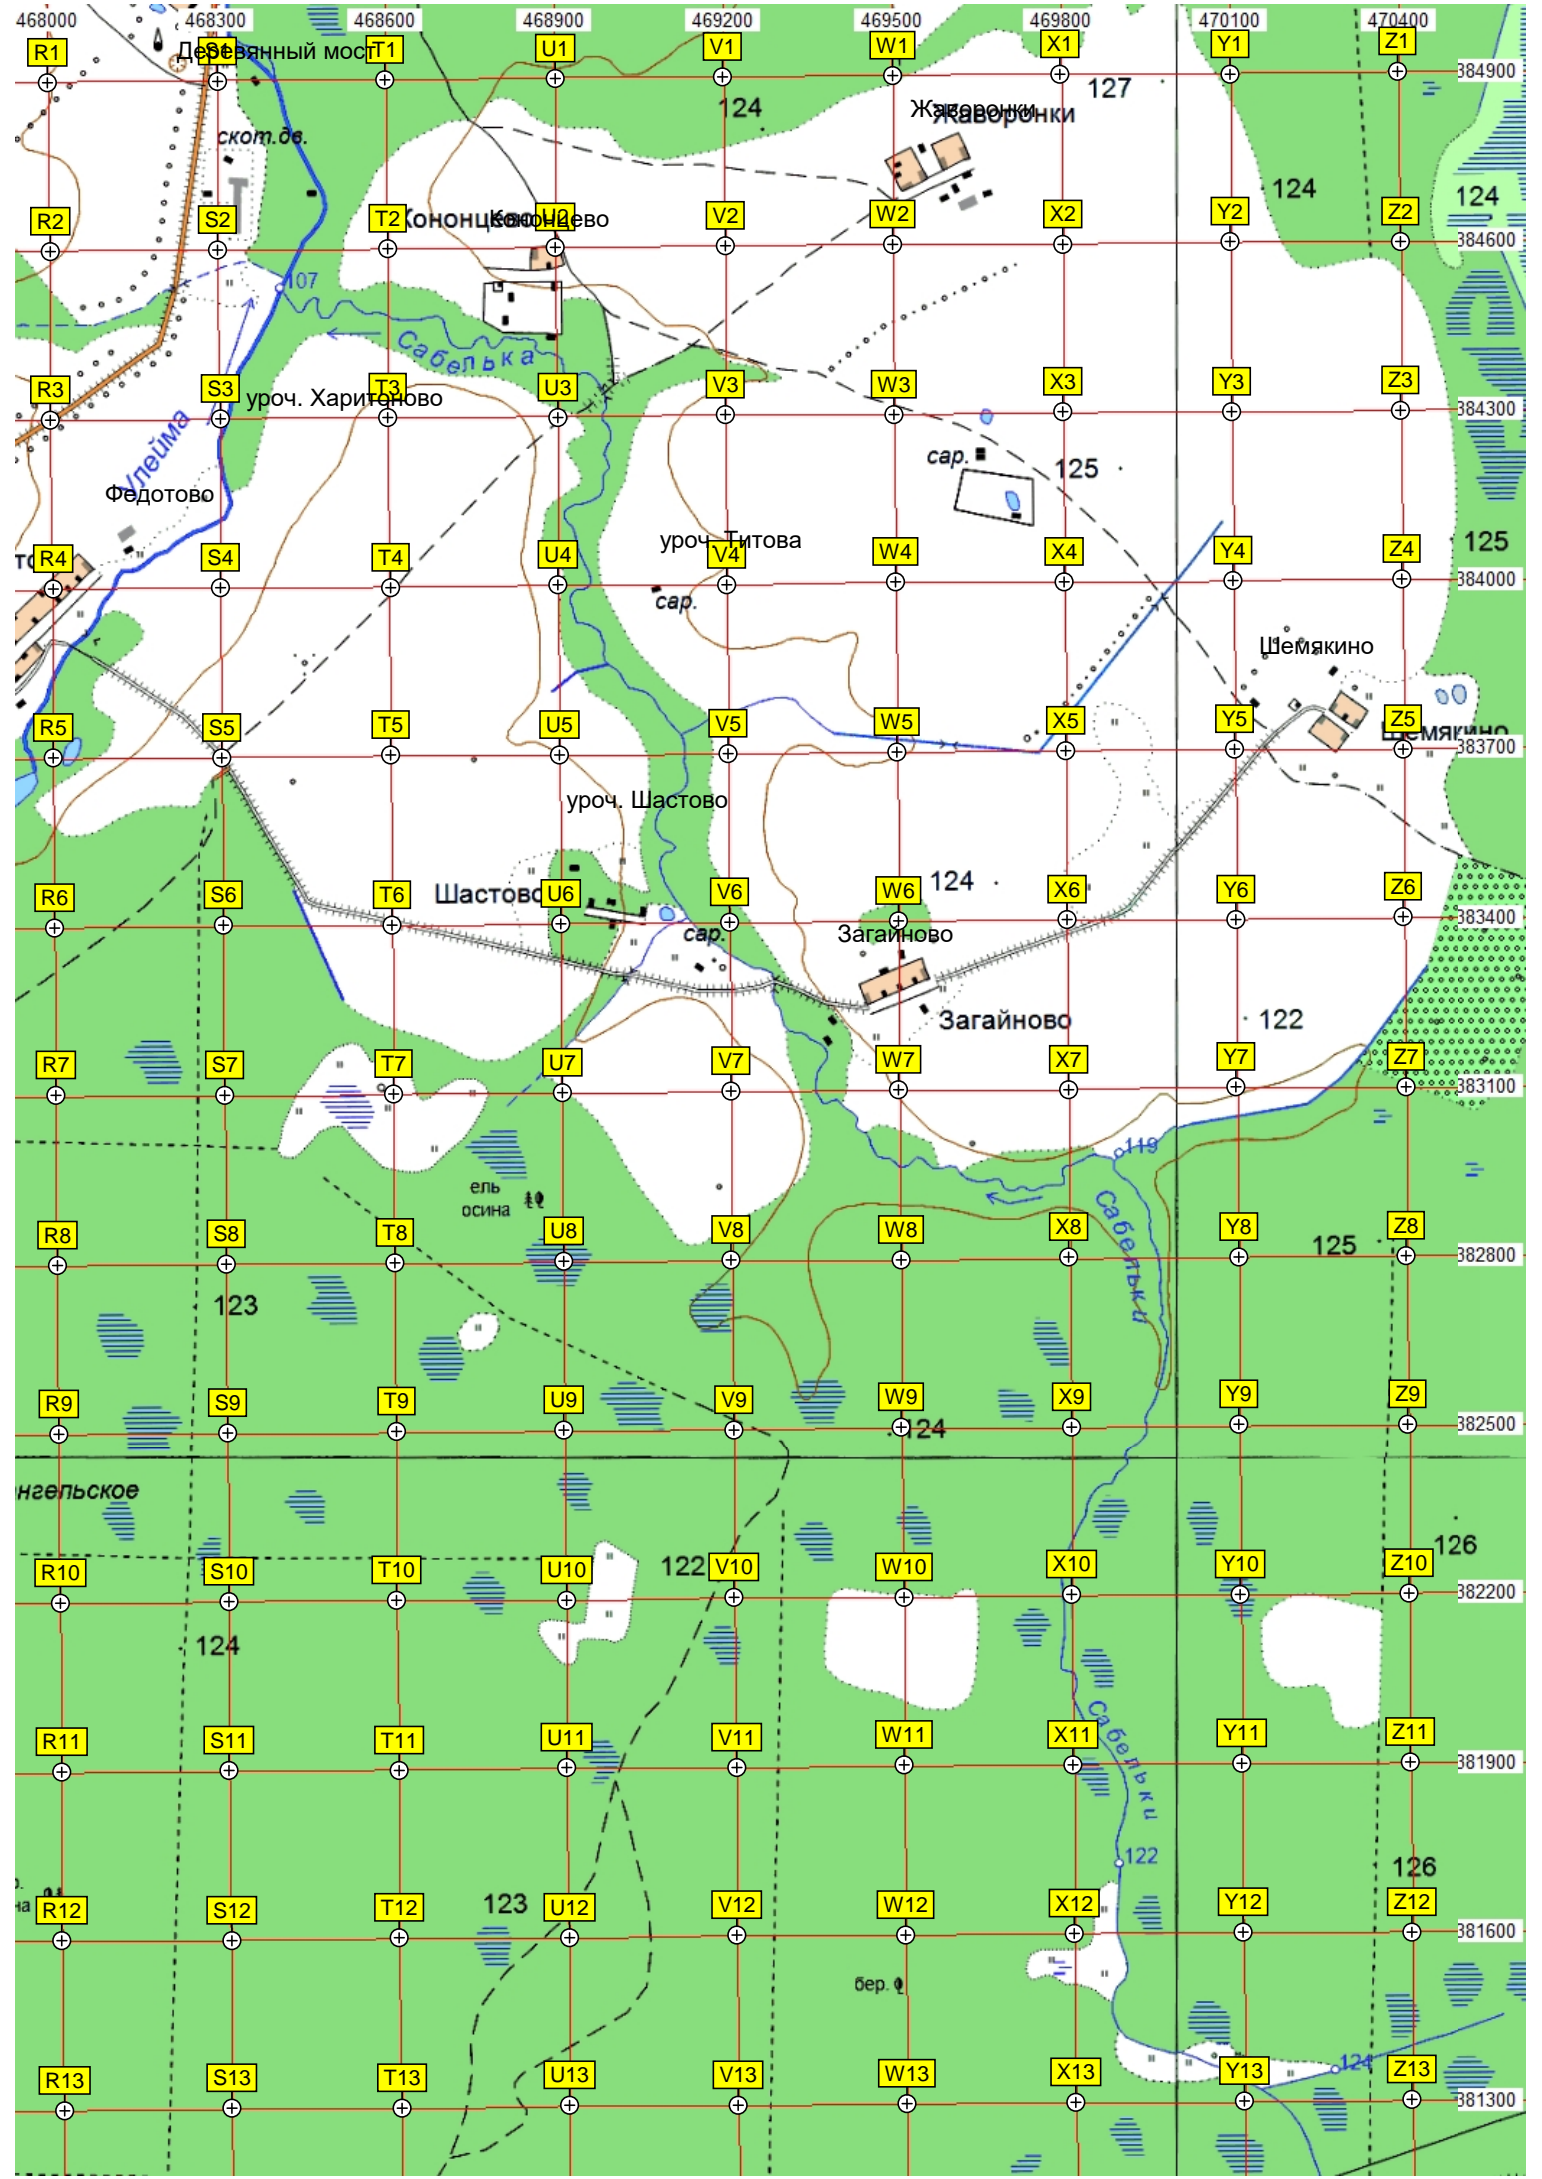 468000 468300 468600 468900 469200 469500 469800 470100 470400
R1 S1 T1 U1 V1 W1 X1 Y1 Z1
Деревянный мост
384900
127
124
Жаворонки
Жаворонки
скот.дв.
124
124
R2 S2 T2 U2 V2 W2 X2 Y2 Z2
Кононцево
Кононцево
384600
107
Сабелька
R3 S3 T3 U3 V3 W3 X3 Y3 Z3
уроч. Харитоново
384300
Улейма
сар.
125
Федотово
уроч. Титова
125
R4 S4 T4 U4 V4 W4 X4 Y4 Z4
384000
сар.
Шемякино
R5 S5 T5 U5 V5 W5 X5 Y5 Z5
Шемякино
383700
уроч. Шастово
Шастово
124
R6 S6 T6 U6 V6 W6 X6 Y6 Z6
383400
сар.
Загайново
Загайново
122
R7 S7 T7 U7 V7 W7 X7 Y7 Z7
383100
119
ель
осина
Сабельки
R8 S8 T8 U8 V8 W8 X8 Y8 Z8
125
382800
123
R9 S9 T9 U9 V9 W9 X9 Y9 Z9
124
382500
нгельское
126
122
R10 S10 T10 U10 V10 W10 X10 Y10 Z10
382200
124
Сабельки
R11 S11 T11 U11 V11 W11 X11 Y11 Z11
381900
122
126
123
R12 S12 T12 U12 V12 W12 X12 Y12 Z12
381600
бер.
124
R13 S13 T13 U13 V13 W13 X13 Y13 Z13
381300